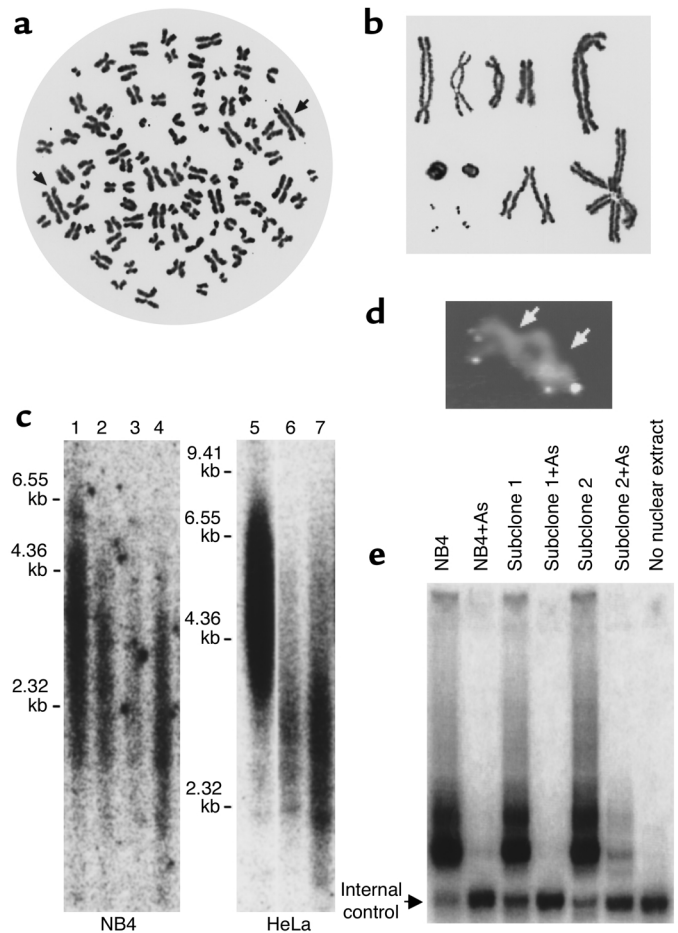 a
b
d
c
1 2 3 4
5 6 7
6.55
kb
4.36
kb
2.32
kb
9.41
kb
6.55
kb
4.36
kb
2.32
kb
NB4
HeLa
e
NB4
NB4+As
Subclone 1
Subclone 1+As
Subclone 2
Subclone 2+As
No nuclear extract
Internal
control